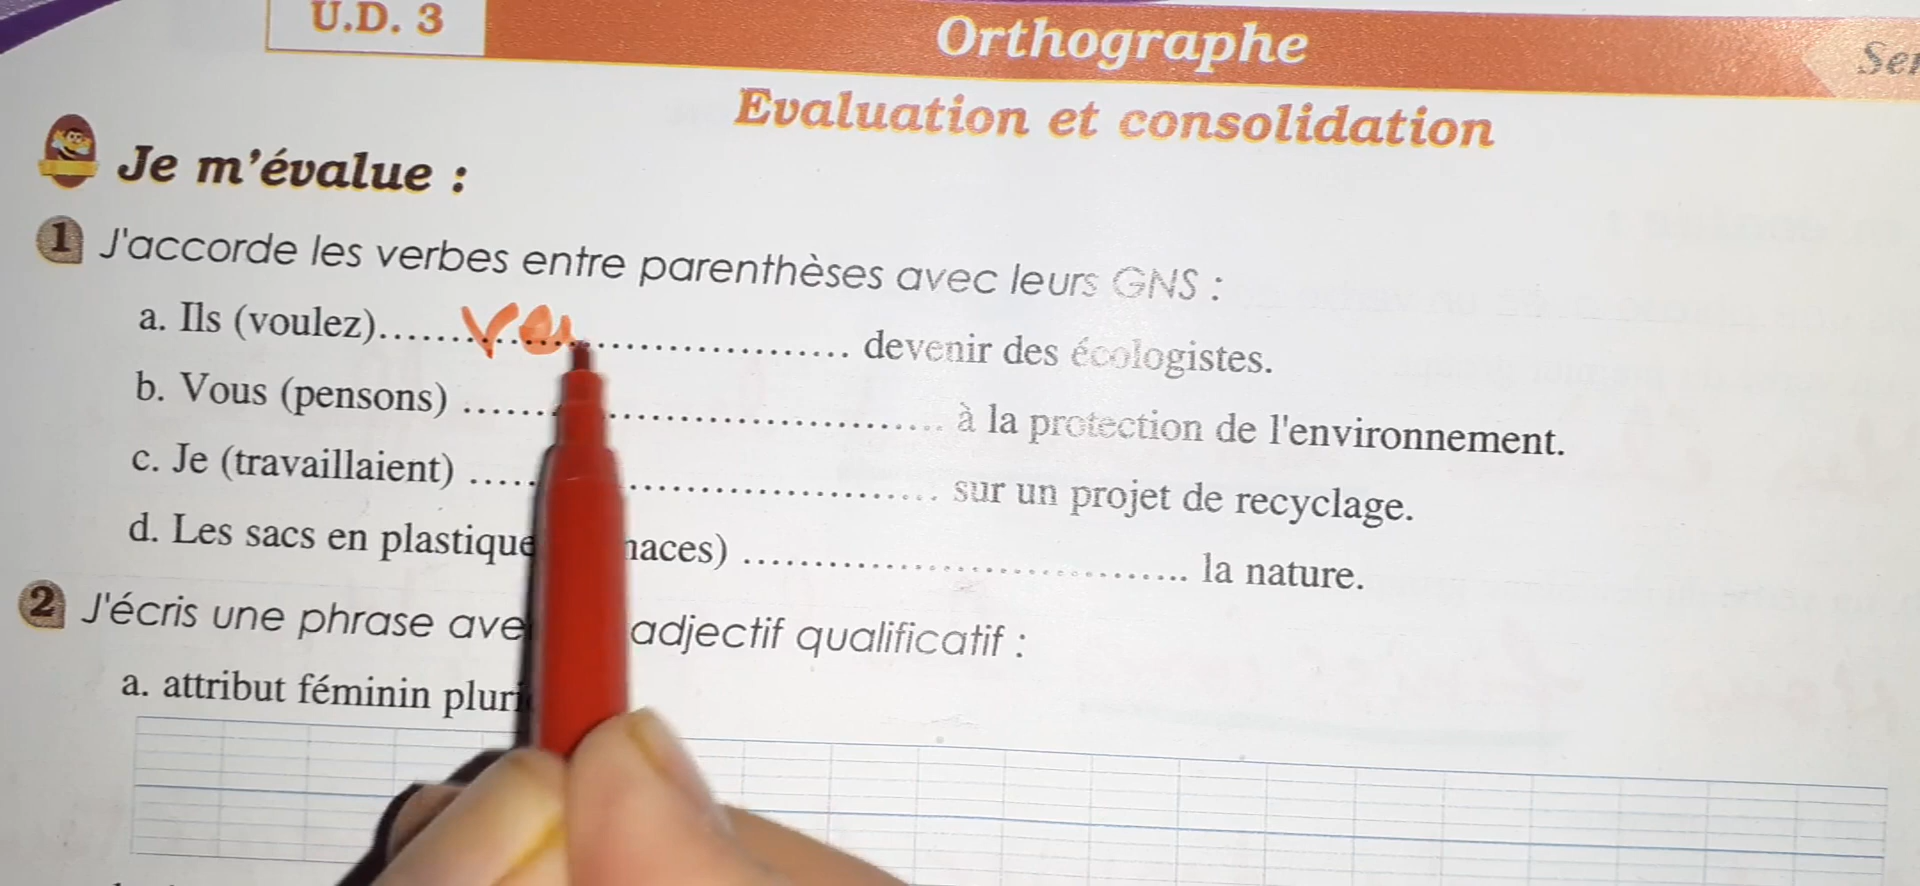 U.D. 3
Orthographe
Evaluation et consolidation
Je m'évalue :
1 J'accorde les verbes entre parenthèses avec leurs GNS :
a. Ils (voulez)........................ devenir des écologistes.
b. Vous (pensons) ........................ à la protection de l'environnement.
c. Je (travaillaient) ........................ sur un projet de recyclage.
d. Les sacs en plastique ........................ la nature.
2 J'écris une phrase adjectif qualificatif :
a. attribut féminin